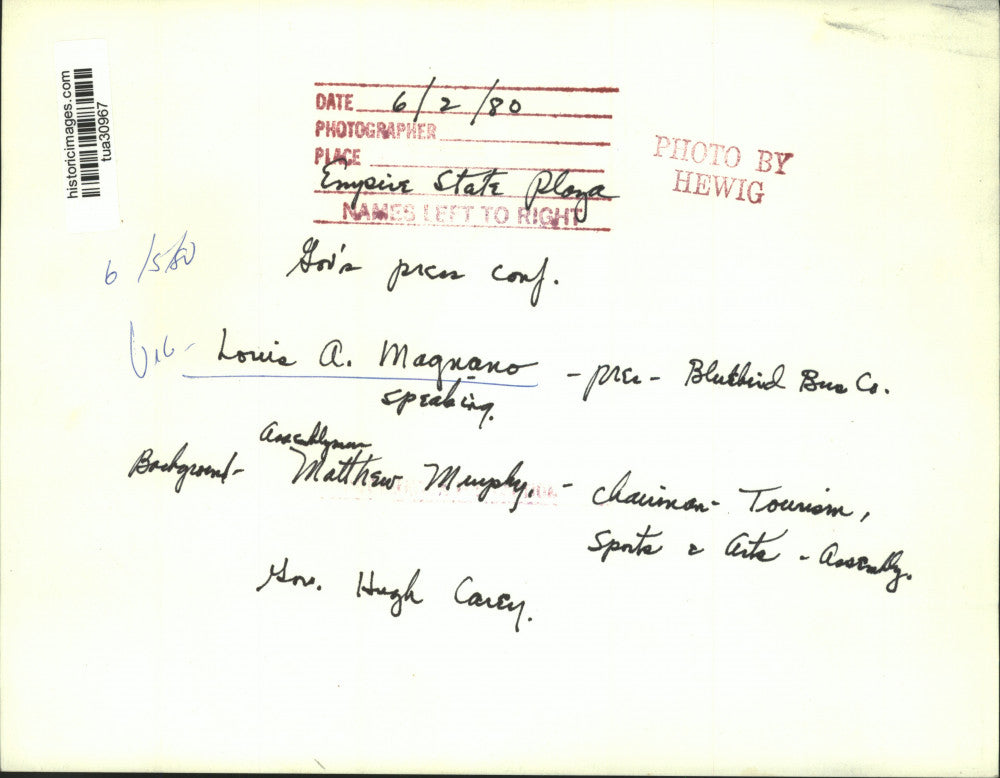 historicimages.com
tua30967
DATE 6/2/80
PHOTOGRAPHER
PLACE
Empire State Plaza
NAMES LEFT TO RIGHT
PHOTO BY
HEWIG
6/5/80
Gov's press conf.
Louis A. Magnano - pres - Bluebird Bus Co.
speaking.
Assemblyman
Background - Matthew Murphy. - chairman - Tourism,
Sports & Arts - Assembly.
Gov. Hugh Carey.